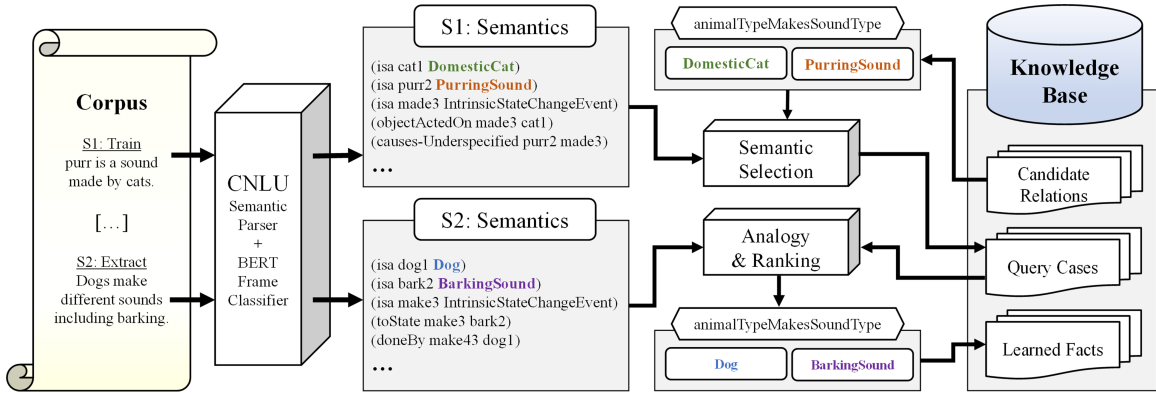 Corpus
S1: Train
purr is a sound
made by cats.
[…]
S2: Extract
Dogs make
different sounds
including barking.
CNLU
Semantic
Parser
+
BERT
Frame
Classifier
S1: Semantics
(isa cat1 DomesticCat)
(isa purr2 PurringSound)
(isa made3 IntrinsicStateChangeEvent)
(objectActedOn made3 cat1)
(causes-Underspecified purr2 made3)
…
S2: Semantics
(isa dog1 Dog)
(isa bark2 BarkingSound)
(isa make3 IntrinsicStateChangeEvent)
(toState make3 bark2)
(doneBy make43 dog1)
…
animalTypeMakesSoundType
DomesticCat
PurringSound
Semantic
Selection
Analogy
& Ranking
animalTypeMakesSoundType
Dog
BarkingSound
Knowledge
Base
Candidate
Relations
Query Cases
Learned Facts